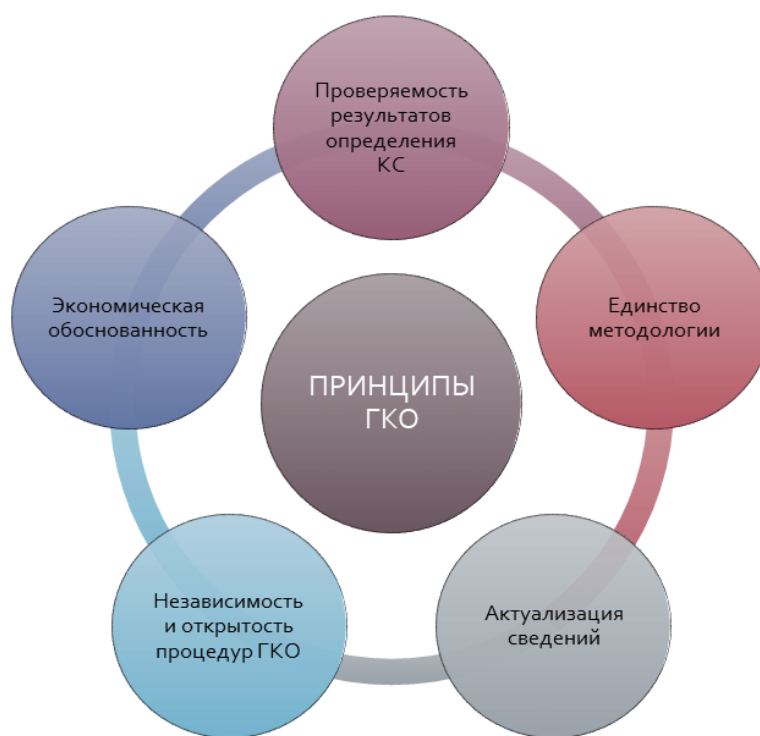 Проверяемость
результатов
определения
КС
Экономическая
обоснованность
Единство
методологии
ПРИНЦИПЫ
ГКО
Независимость
и открытость
процедур ГКО
Актуализация
сведений